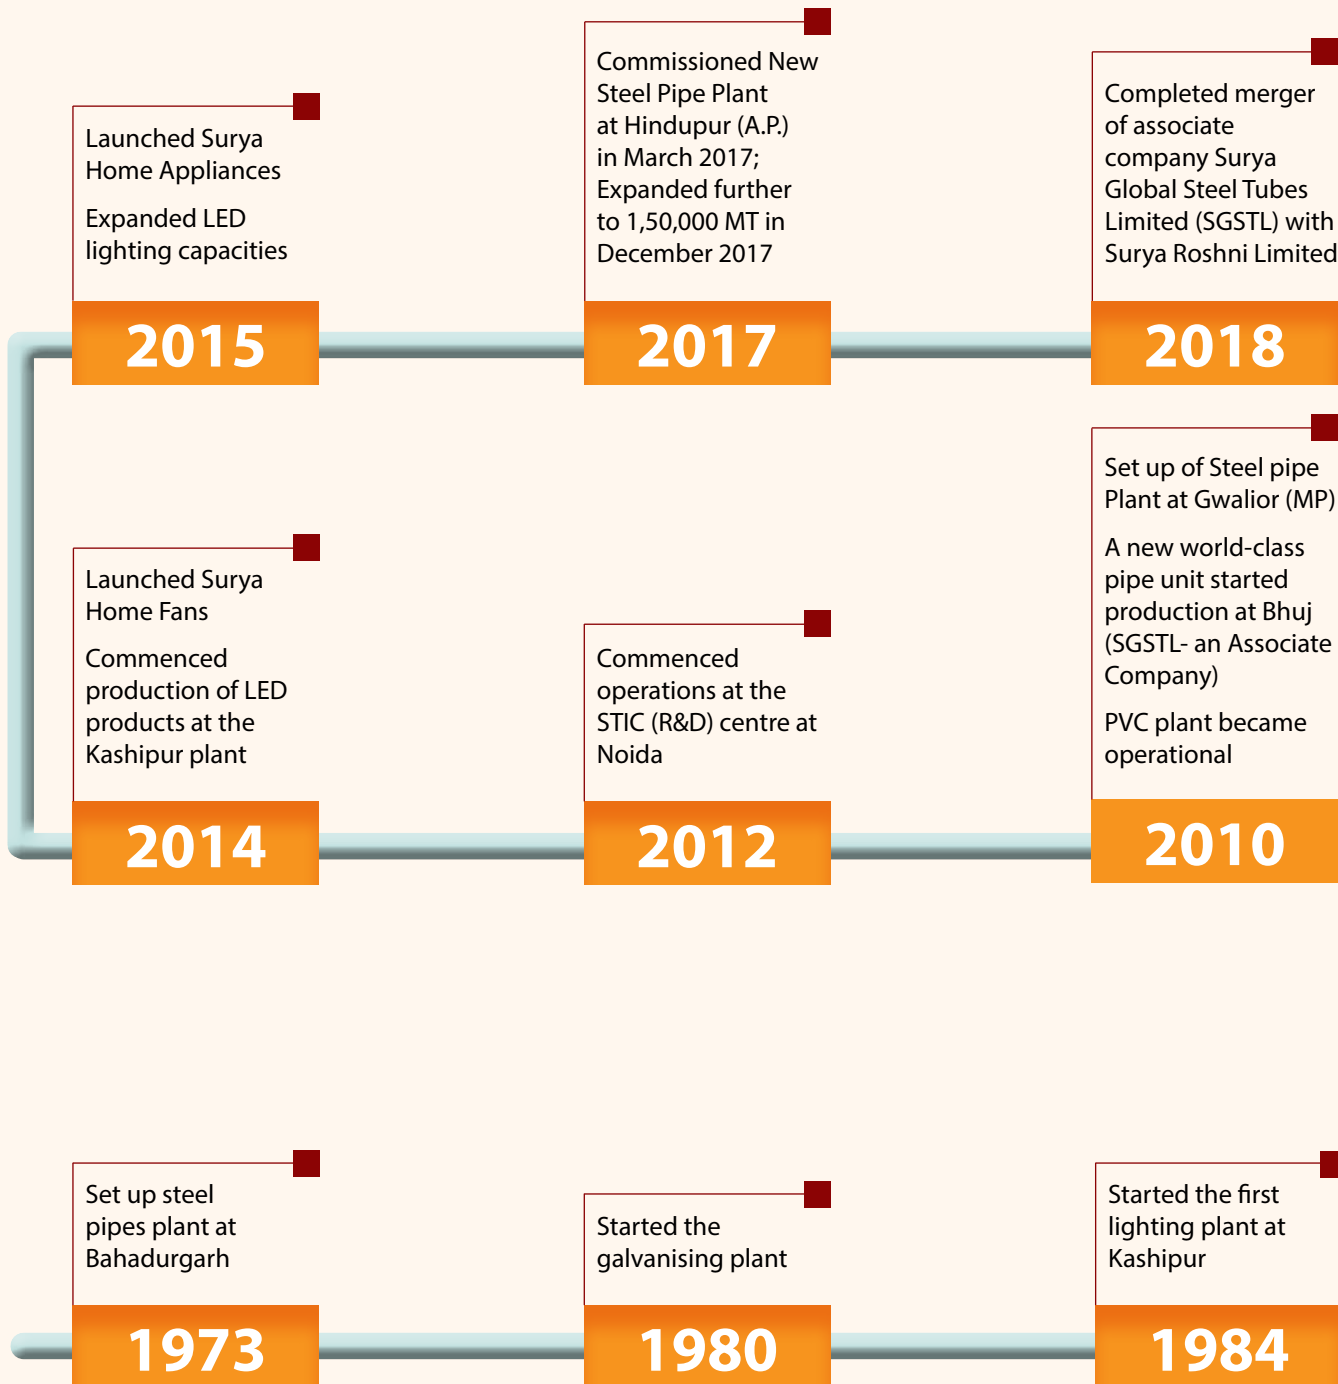 Launched Surya
Home Appliances
Expanded LED
lighting capacities
2015
Commissioned New
Steel Pipe Plant
at Hindupur (A.P.)
in March 2017;
Expanded further
to 1,50,000 MT in
December 2017
2017
Completed merger
of associate
company Surya
Global Steel Tubes
Limited (SGSTL) with
Surya Roshni Limited
2018
Launched Surya
Home Fans
Commenced
production of LED
products at the
Kashipur plant
2014
Commenced
operations at the
STIC (R&D) centre at
Noida
2012
Set up of Steel pipe
Plant at Gwalior (MP)
A new world-class
pipe unit started
production at Bhuj
(SGSTL- an Associate
Company)
PVC plant became
operational
2010
Set up steel
pipes plant at
Bahadurgarh
1973
Started the
galvanising plant
1980
Started the first
lighting plant at
Kashipur
1984